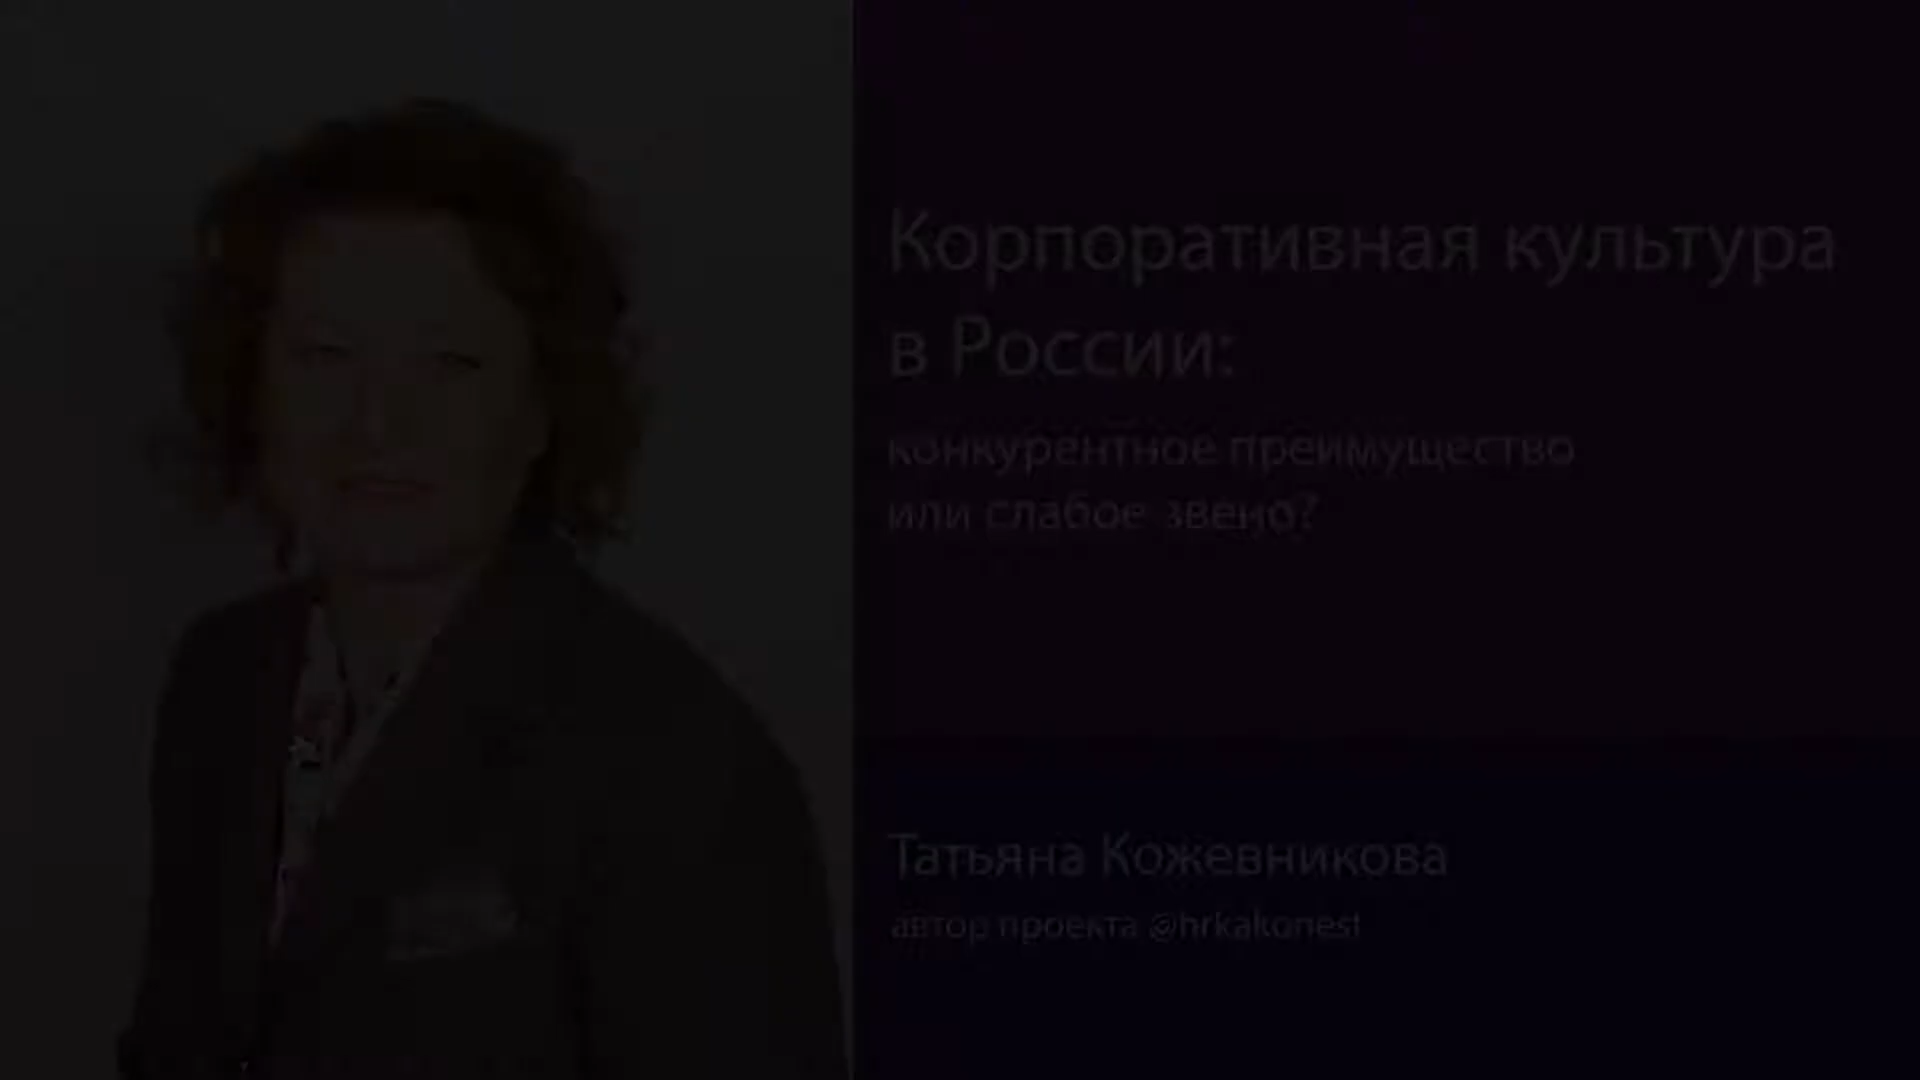 Корпоративная культура
в России:
конкурентное преимущество
или слабое звено?
Татьяна Кожевникова
автор проекта @hrkakonest